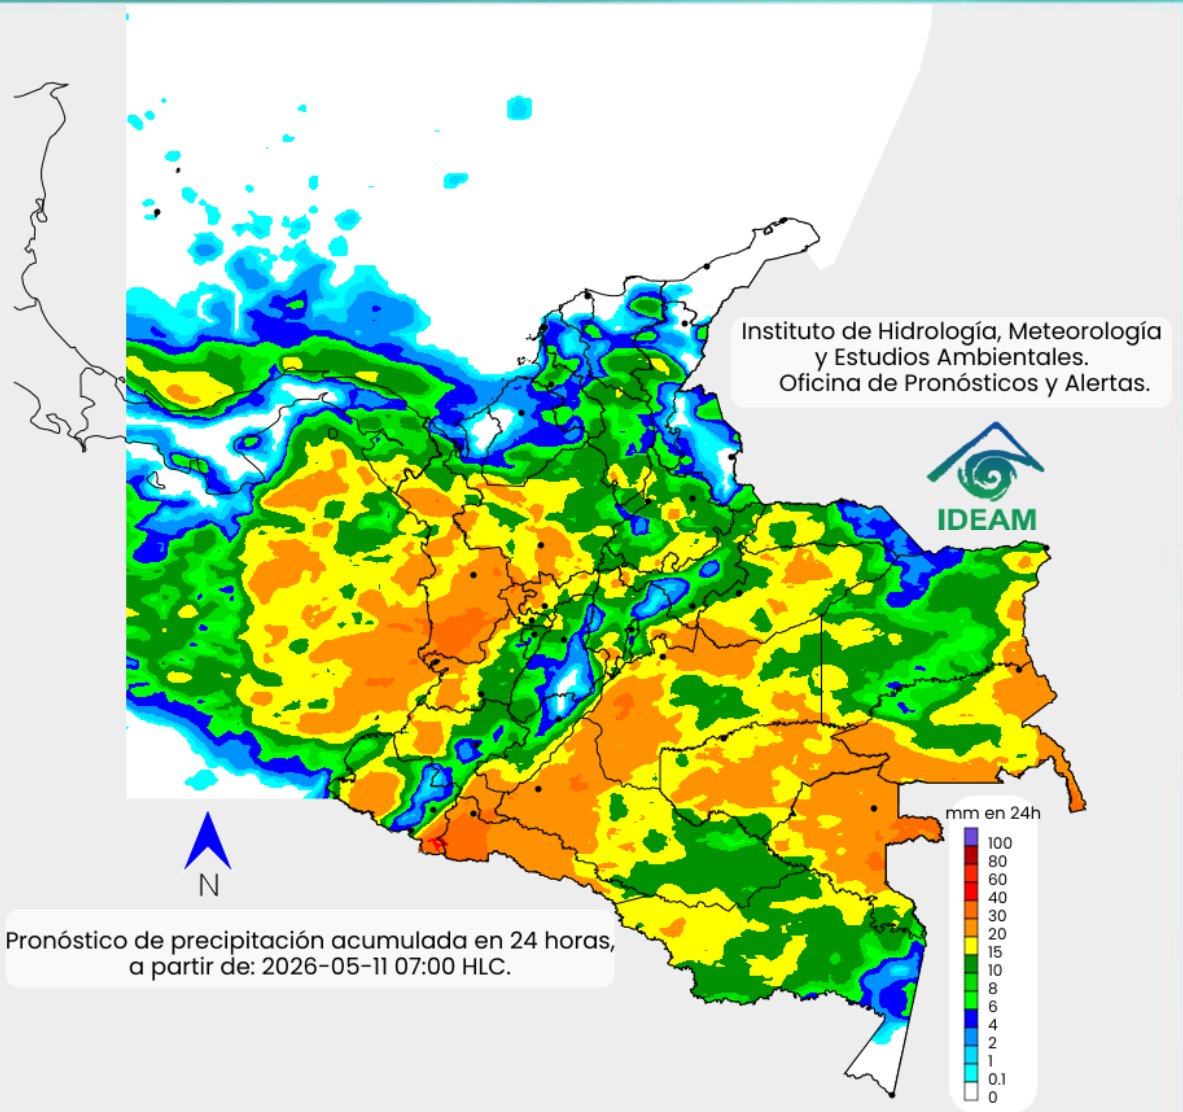 Instituto de Hidrología, Meteorología
y Estudios Ambientales.
Oficina de Pronósticos y Alertas.
IDEAM
mm en 24h
100
80
60
40
30
20
15
10
8
6
4
2
1
0.1
0
N
Pronóstico de precipitación acumulada en 24 horas,
a partir de: 2026-05-11 07:00 HLC.